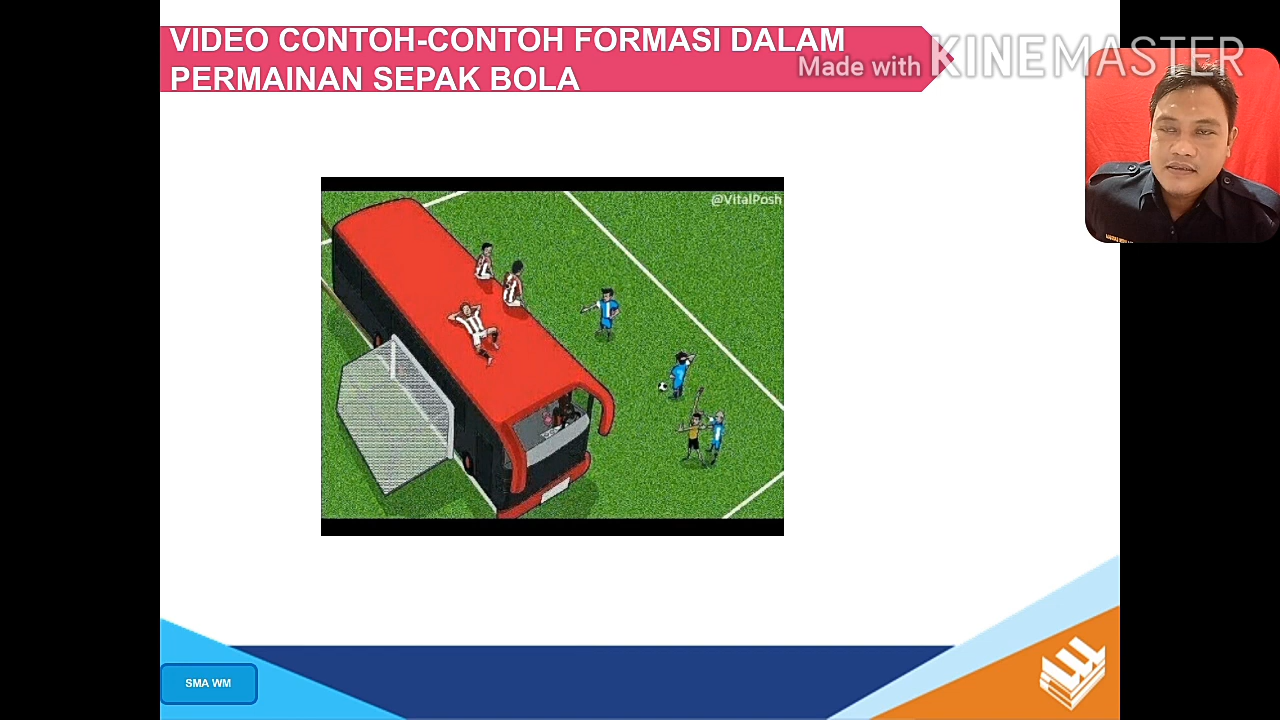 VIDEO CONTOH-CONTOH FORMASI DALAM
PERMAINAN SEPAK BOLA
Made with KINEMASTER
@VitalPosh
SMA WM